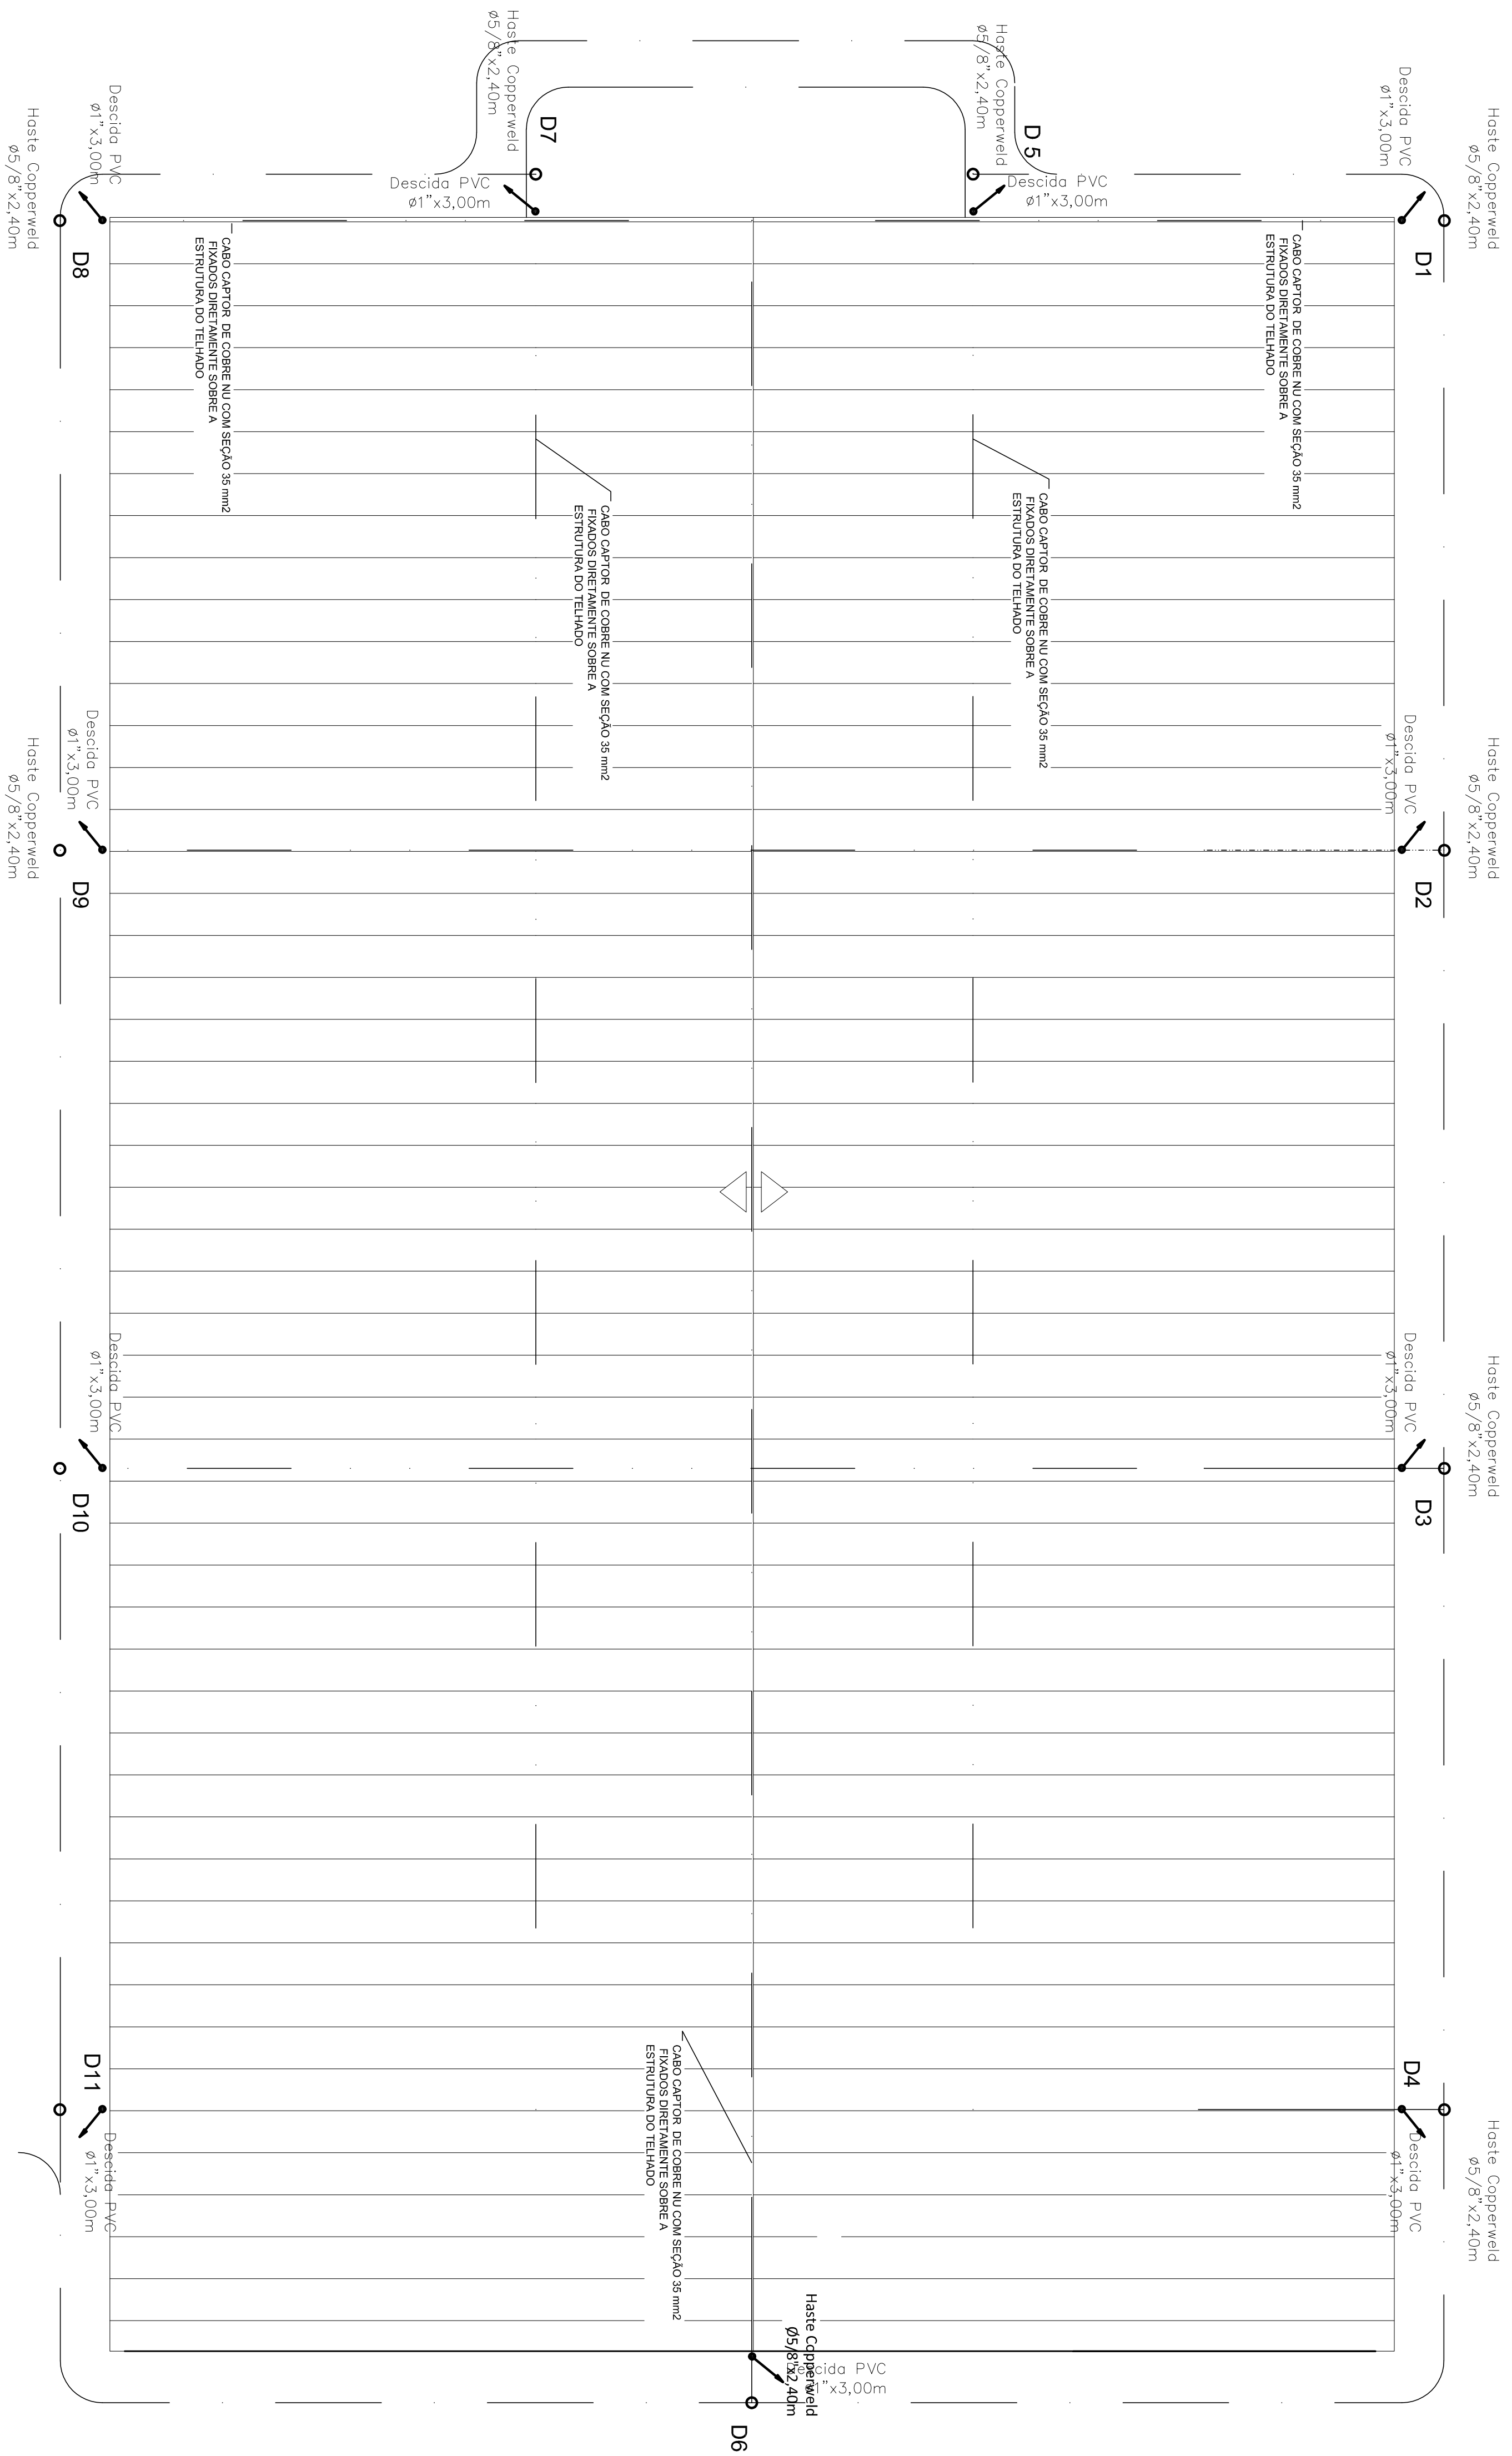 Haste Copperweld
Ø5/8"x2,40m
Descida PVC
Ø1"x3,00m
D1
CABO CAPTOR DE COBRE NU COM SEÇÃO 35 mm2
FIXADOS DIRETAMENTE SOBRE A
ESTRUTURA DO TELHADO
Haste Copperweld
Ø5/8"x2,40m
Descida PVC
Ø1"x3,00m
D2
Haste Copperweld
Ø5/8"x2,40m
Descida PVC
Ø1"x3,00m
D3
Haste Copperweld
Ø5/8"x2,40m
Descida PVC
Ø1"x3,00m
D4
Haste Copperweld
Ø5/8"x2,40m
D 5
Descida PVC
Ø1"x3,00m
CABO CAPTOR DE COBRE NU COM SEÇÃO 35 mm2
FIXADOS DIRETAMENTE SOBRE A
ESTRUTURA DO TELHADO
Haste Copperweld
Ø5/8"x2,40m
Descida PVC
Ø1"x3,00m
D6
CABO CAPTOR DE COBRE NU COM SEÇÃO 35 mm2
FIXADOS DIRETAMENTE SOBRE A
ESTRUTURA DO TELHADO
Haste Copperweld
Ø5/8"x2,40m
D7
Descida PVC
Ø1"x3,00m
CABO CAPTOR DE COBRE NU COM SEÇÃO 35 mm2
FIXADOS DIRETAMENTE SOBRE A
ESTRUTURA DO TELHADO
CABO CAPTOR DE COBRE NU COM SEÇÃO 35 mm2
FIXADOS DIRETAMENTE SOBRE A
ESTRUTURA DO TELHADO
Descida PVC
Ø1"x3,00m
D8
Haste Copperweld
Ø5/8"x2,40m
Descida PVC
Ø1"x3,00m
D9
Haste Copperweld
Ø5/8"x2,40m
Descida PVC
Ø1"x3,00m
D10
D11
Descida PVC
Ø1"x3,00m